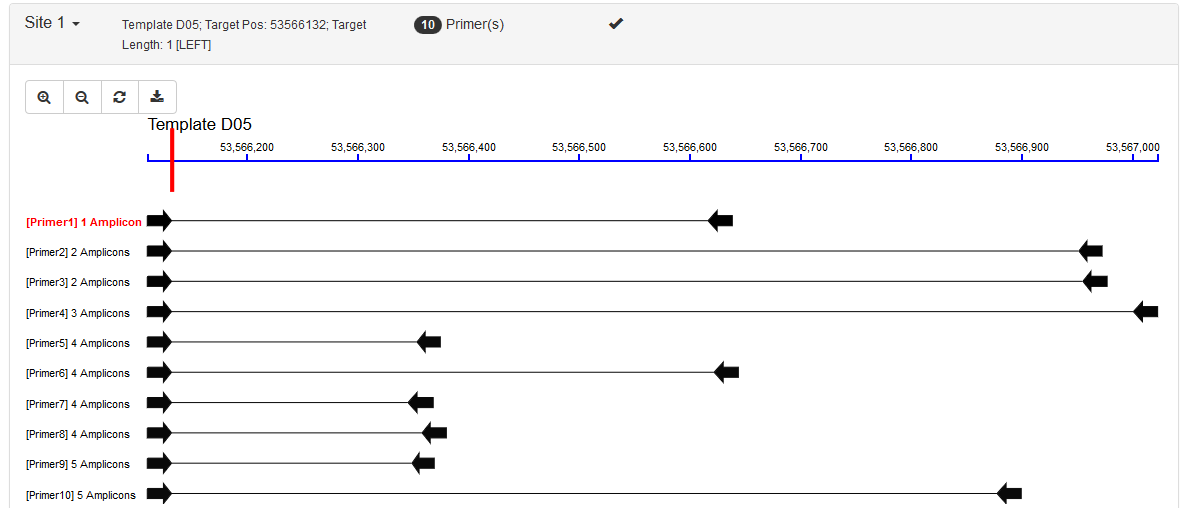 Site 1
Template D05; Target Pos: 53566132; Target
Length: 1 [LEFT]
10 Primer(s)
Template D05
53,566,200 53,566,300 53,566,400 53,566,500 53,566,600 53,566,700 53,566,800 53,566,900 53,567,000
[Primer1] 1 Amplicon
[Primer2] 2 Amplicons
[Primer3] 2 Amplicons
[Primer4] 3 Amplicons
[Primer5] 4 Amplicons
[Primer6] 4 Amplicons
[Primer7] 4 Amplicons
[Primer8] 4 Amplicons
[Primer9] 5 Amplicons
[Primer10] 5 Amplicons